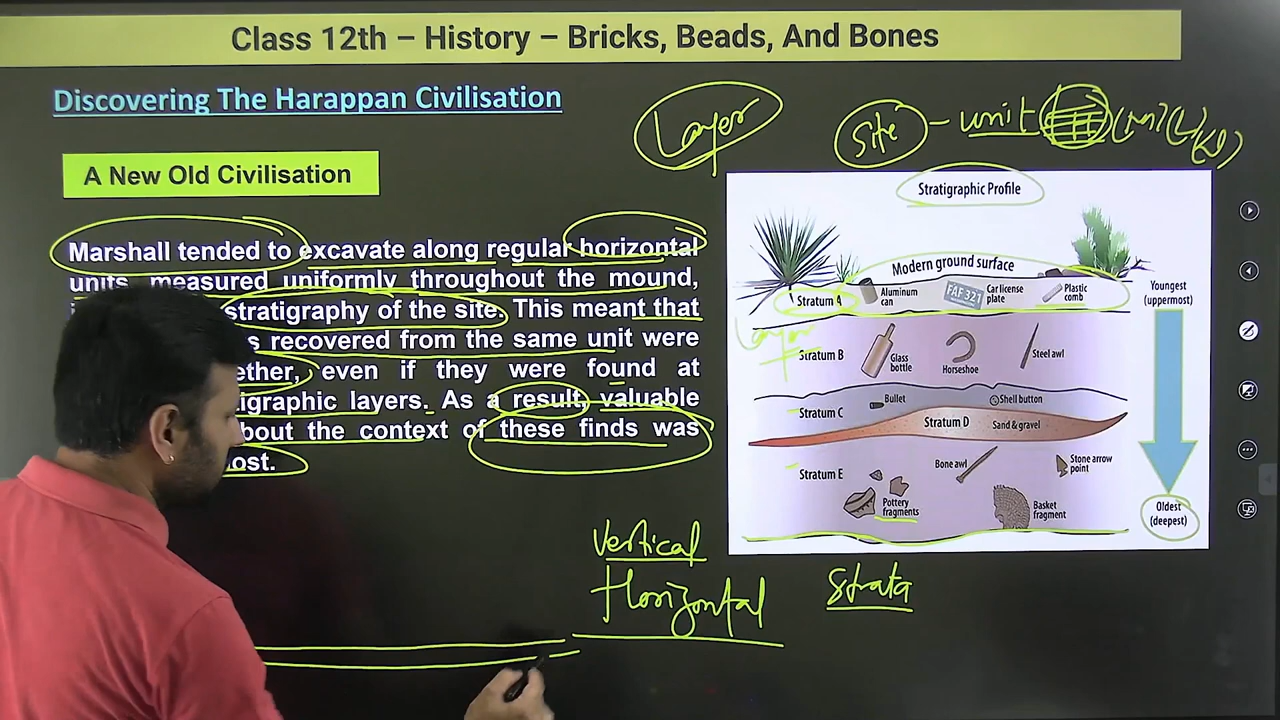 Class 12th – History – Bricks, Beads, And Bones
Discovering The Harappan Civilisation
Layer
Site - unit
A New Old Civilisation
Marshall tended to excavate along regular horizontal
units, measured uniformly throughout the mound,
stratigraphy of the site. This meant that
recovered from the same unit were
ether, even if they were found at
igraphic layers. As a result, valuable
bout the context of these finds was
ost.
Stratigraphic Profile
Modern ground surface
Stratum A
Aluminum
can
Car license
plate
FAF 321
Plastic
comb
Youngest
(uppermost)
Layer
Stratum B
Glass
bottle
Horseshoe
Steel awl
Stratum C
Bullet
Shell button
Stratum D
Sand & gravel
Stratum E
Bone awl
Stone arrow
point
Pottery
fragments
Basket
fragment
Oldest
(deepest)
Vertical
Horizontal
Strata